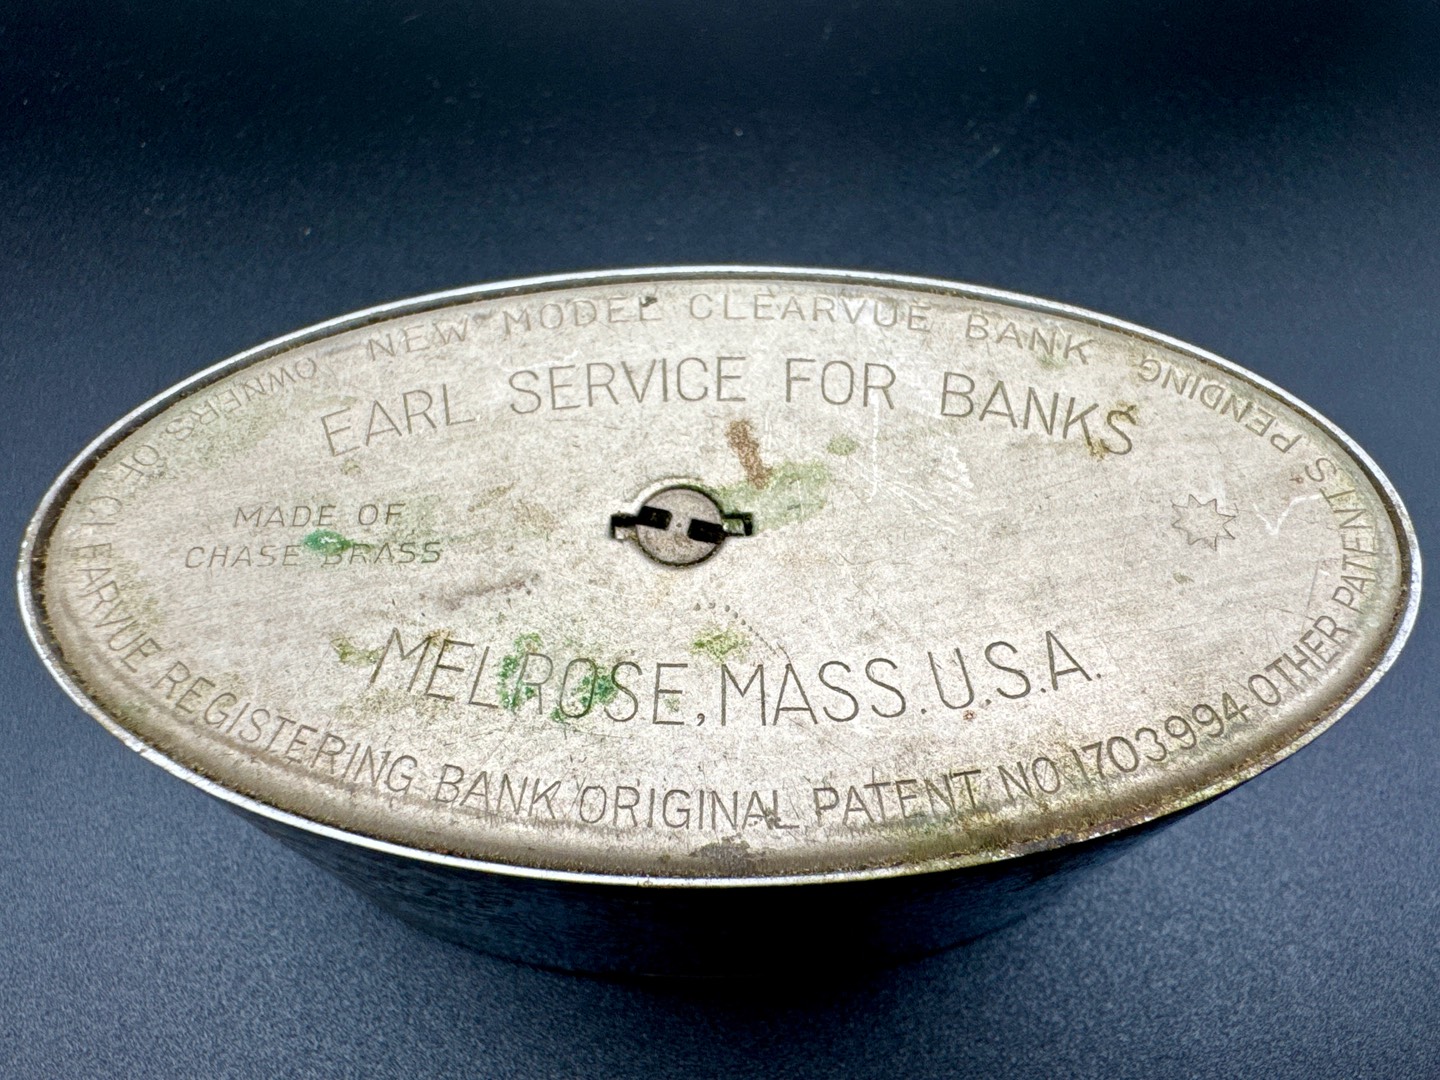 NEW MODEL CLEARVUE BANK
EARL SERVICE FOR BANKS
MADE OF
CHASE BRASS
MELROSE, MASS. U.S.A.
OWNERS OF CLEARVUE REGISTERING BANK ORIGINAL PATENT NO. 1703994 OTHER PATENTS PENDING